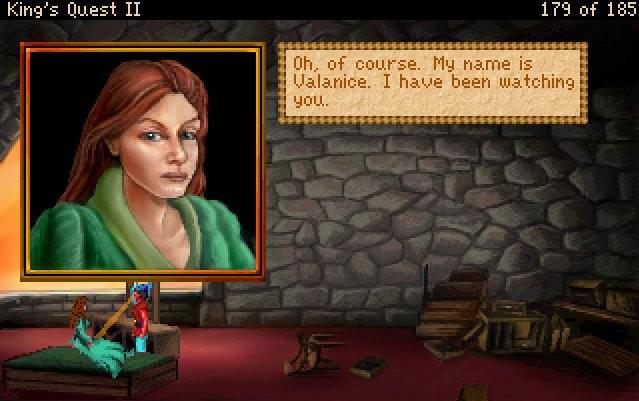 King's Quest II
179 of 185
Oh, of course. My name is
Valanice. I have been watching
you.